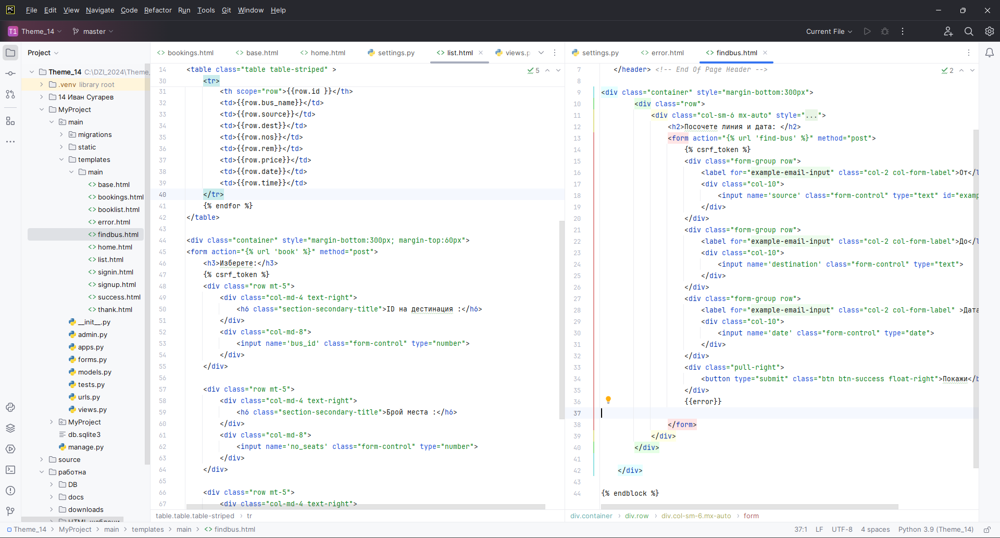 PC File Edit View Navigate Code Refactor Run Tools Git Window Help
T1 Theme_14 master Current File
Project
Theme_14 C:\DZI_2024\Theme_
.venv library root
14 Иван Сугарев
MyProject
main
migrations
static
templates
main
base.html
bookings.html
booklist.html
error.html
findbus.html
home.html
list.html
signin.html
signup.html
success.html
thank.html
__init__.py
admin.py
apps.py
forms.py
models.py
tests.py
urls.py
views.py
MyProject
db.sqlite3
manage.py
source
работна
DB
docs
downloads
HTML шаблони
bookings.html base.html home.html settings.py list.html views.p
5
14 <table class="table table-striped" >
30 <tr>
31 <th scope="row">{{row.id }}</th>
32 <td>{{row.bus_name}}</td>
33 <td>{{row.source}}</td>
34 <td>{{row.dest}}</td>
35 <td>{{row.nos}}</td>
36 <td>{{row.rem}}</td>
37 <td>{{row.price}}</td>
38 <td>{{row.date}}</td>
39 <td>{{row.time}}</td>
40 </tr>
41 {% endfor %}
42 </table>
43
44 <div class="container" style="margin-bottom:300px; margin-top:60px">
45 <form action="{% url 'book' %}" method="post">
46 <h3>Изберете:</h3>
47 {% csrf_token %}
48 <div class="row mt-5">
49 <div class="col-md-4 text-right">
50 <h6 class="section-secondary-title">ID на дестинация :</h6>
51 </div>
52 <div class="col-md-8">
53 <input name='bus_id' class="form-control" type="number">
54 </div>
55 </div>
56
57 <div class="row mt-5">
58 <div class="col-md-4 text-right">
59 <h6 class="section-secondary-title">Брой места :</h6>
60 </div>
61 <div class="col-md-8">
62 <input name='no_seats' class="form-control" type="number">
63 </div>
64 </div>
65
66 <div class="row mt-5">
67 <div class="col-md-4 text-right">
table.table.table-striped tr
settings.py error.html findbus.html
2
7 </header> <!-- End Of Page Header -->
8
9 <div class="container" style="margin-bottom:300px">
10 <div class="row">
11 <div class="col-sm-6 mx-auto" style="...">
12 <h2>Посочете линия и дата: </h2>
13 <form action="{% url 'find-bus' %}" method="post">
14 {% csrf_token %}
15 <div class="form-group row">
16 <label for="example-email-input" class="col-2 col-form-label">От</l
17 <div class="col-10">
18 <input name='source' class="form-control" type="text" id="examp
19 </div>
20 </div>
21 <div class="form-group row">
22 <label for="example-email-input" class="col-2 col-form-label">До</l
23 <div class="col-10">
24 <input name='destination' class="form-control" type="text">
25 </div>
26 </div>
27 <div class="form-group row">
28 <label for="example-email-input" class="col-2 col-form-label" >Дата
29 <div class="col-10">
30 <input name='date' class="form-control" type="date">
31 </div>
32 </div>
33 <div class="pull-right">
34 <button type="submit" class="btn btn-success float-right">Покажи</b
35 </div>
36 {{error}}
37
38 </form>
39 </div>
40 </div>
41
42 </div>
43
44 {% endblock %}
div.container div.row div.col-sm-6.mx-auto form
Theme_14 MyProject main templates main findbus.html 37:1 LF UTF-8 4 spaces Python 3.9 (Theme_14)